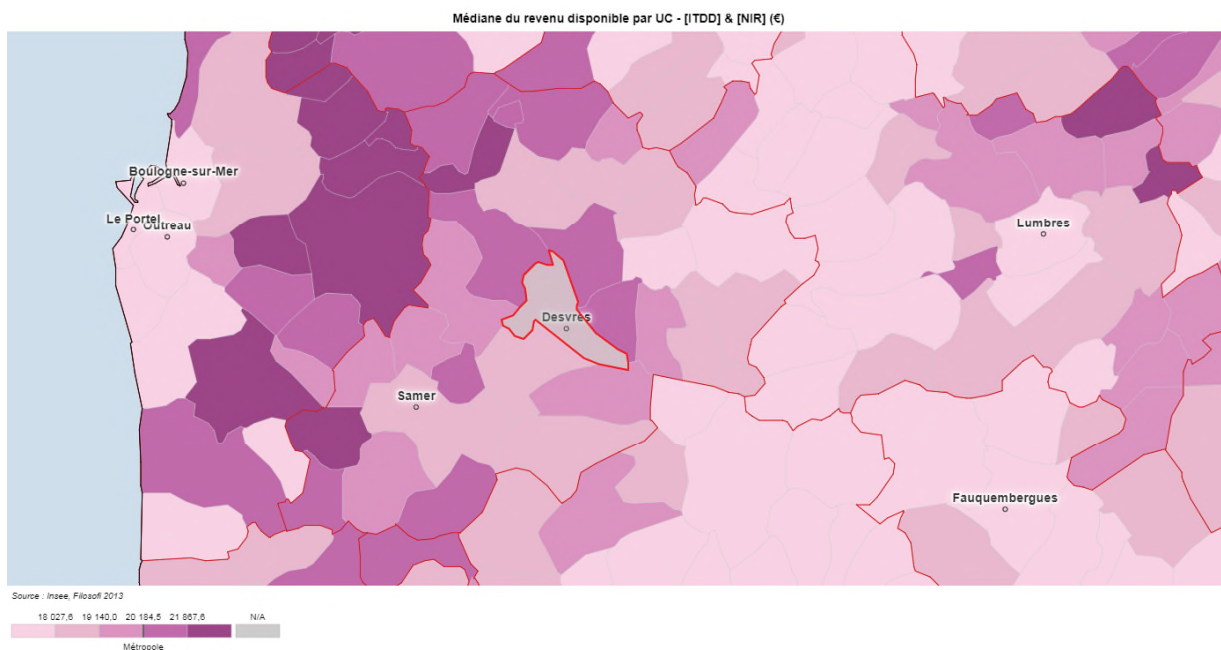 Médiane du revenu disponible par UC - [ITDD] & [NIR] (€)
Boulogne-sur-Mer
Le Portel
Outreau
Lumbres
Desvres
Samer
Fauquembergues
Source : Insee, Filosofi 2013
18 027,6 19 140,0 20 184,5 21 867,6 N/A
Métropole